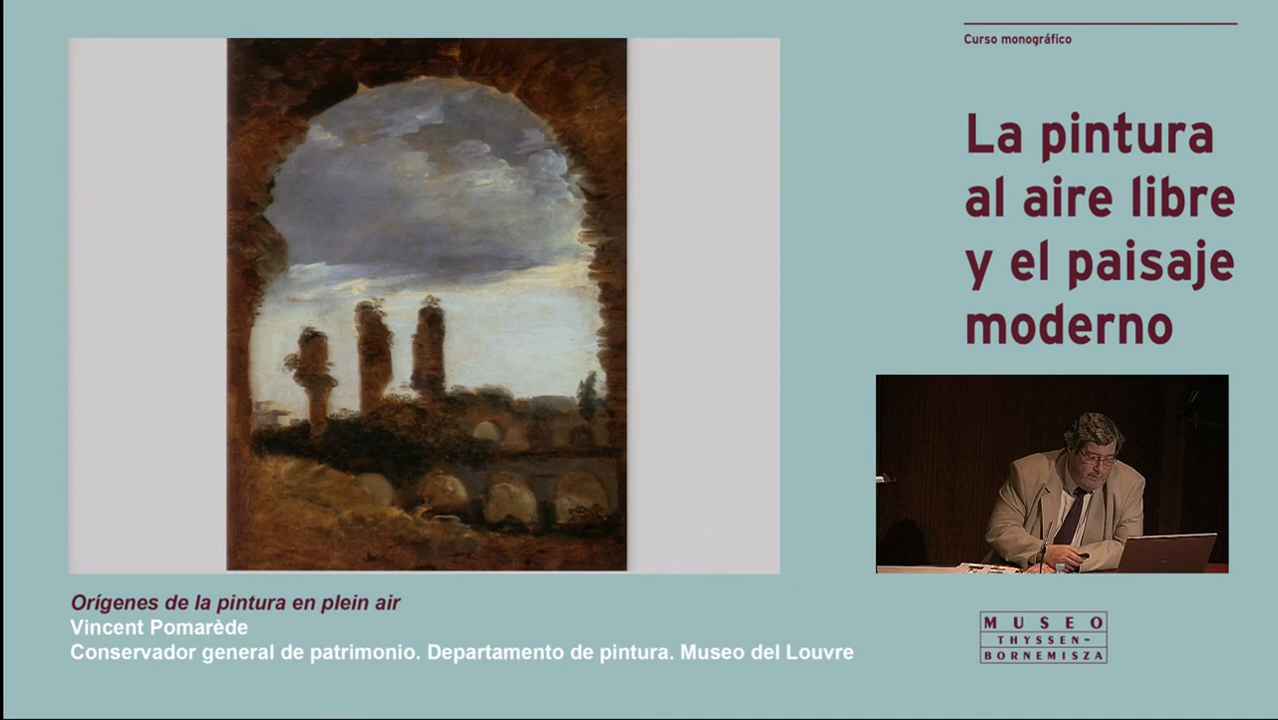 Curso monográfico
La pintura
al aire libre
y el paisaje
moderno
Orígenes de la pintura en plein air
Vincent Pomarède
Conservador general de patrimonio. Departamento de pintura. Museo del Louvre
MUSEO
THYSSEN-
BORNEMISZA